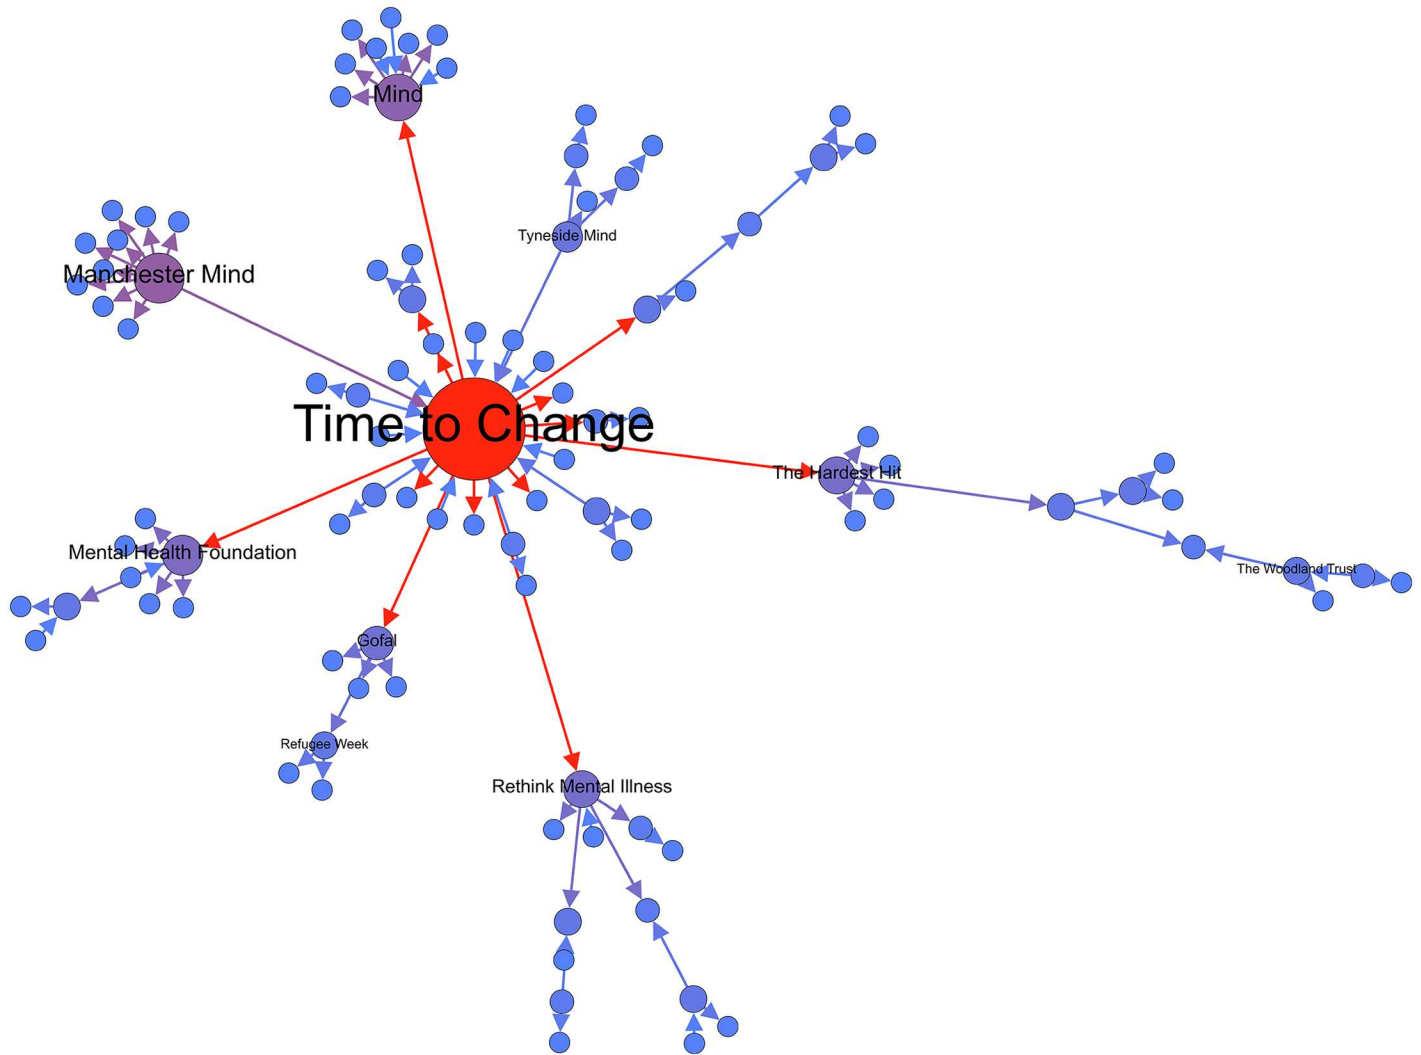 Mind
Tyneside Mind
Manchester Mind
Time to Change
The Hardest Hit
Mental Health Foundation
The Woodland Trust
Gofal
Refugee Week
Rethink Mental Illness